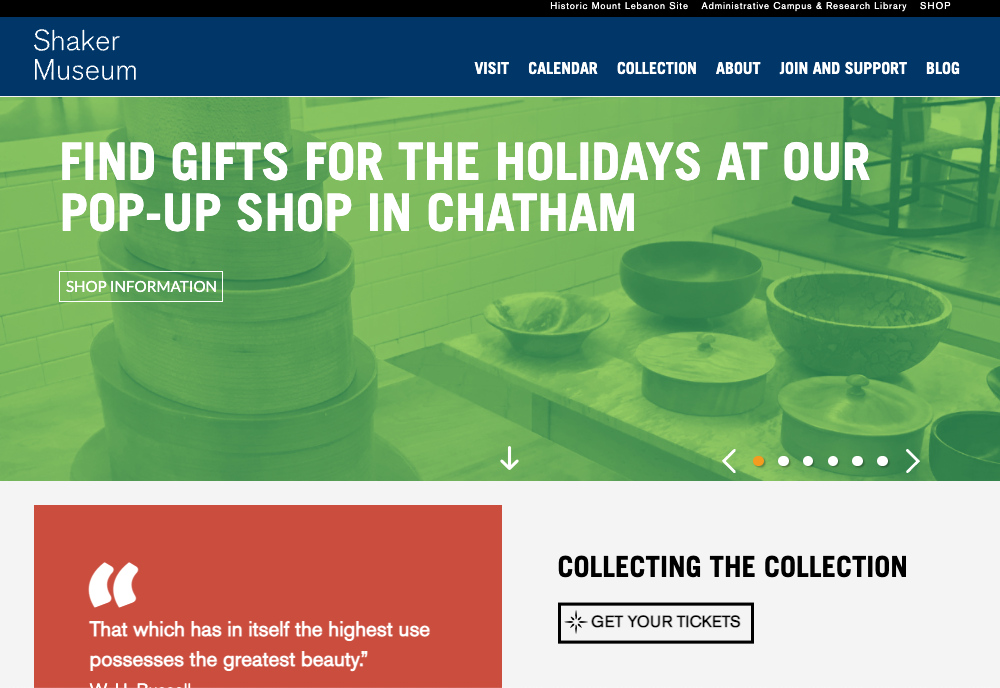 Historic Mount Lebanon Site Administrative Campus & Research Library SHOP
Shaker
Museum
VISIT CALENDAR COLLECTION ABOUT JOIN AND SUPPORT BLOG
FIND GIFTS FOR THE HOLIDAYS AT OUR
POP-UP SHOP IN CHATHAM
SHOP INFORMATION
“
That which has in itself the highest use
possesses the greatest beauty.”
COLLECTING THE COLLECTION
GET YOUR TICKETS